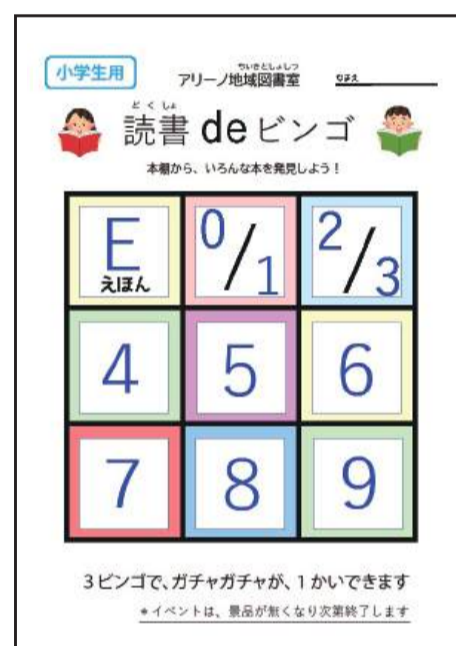 小学生用
ちいきとしょしつ
アリーノ地域図書室
なまえ
どくしょ
読書 de ビンゴ
本棚から、いろんな本を発見しよう！
E 0/1 2/3
えほん
4 5 6
7 8 9
3ビンゴで、ガチャガチャが、1かいできます
＊イベントは、景品が無くなり次第終了します